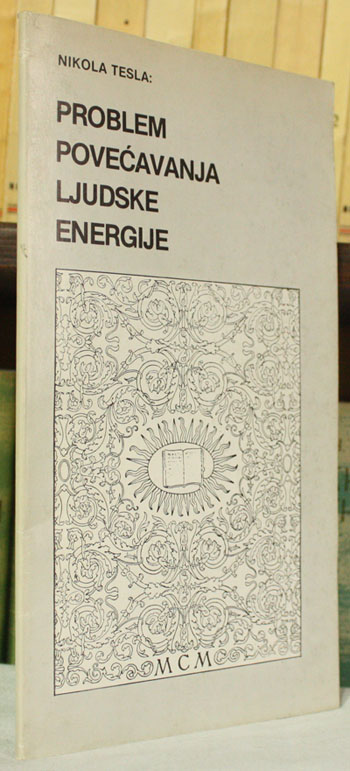 NIKOLA TESLA:
PROBLEM
POVEĆAVANJA
LJUDSKE
ENERGIJE
MCM